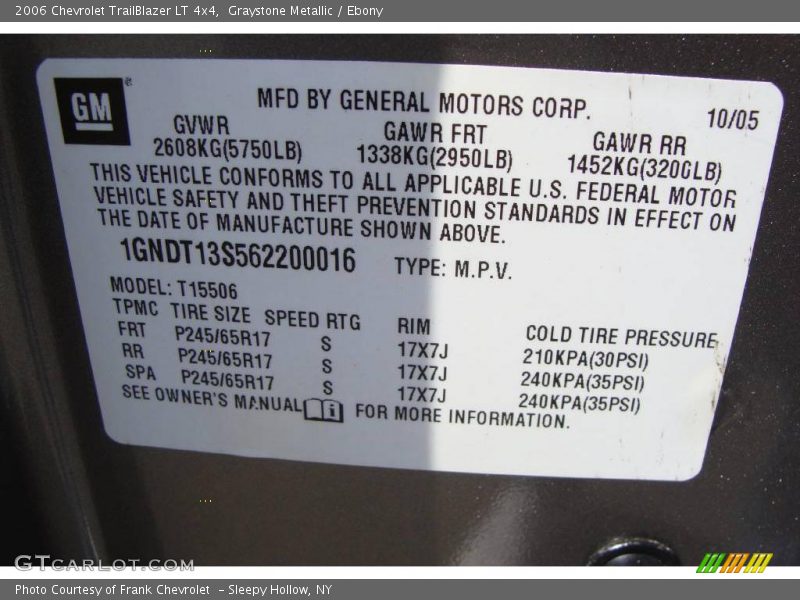 2006 Chevrolet TrailBlazer LT 4x4, Graystone Metallic / Ebony
GM®
MFD BY GENERAL MOTORS CORP.
10/05
GVWR GAWR FRT GAWR RR
2608KG(5750LB) 1338KG(2950LB) 1452KG(3200LB)
THIS VEHICLE CONFORMS TO ALL APPLICABLE U.S. FEDERAL MOTOR
VEHICLE SAFETY AND THEFT PREVENTION STANDARDS IN EFFECT ON
THE DATE OF MANUFACTURE SHOWN ABOVE.
1GNDT13S562200016 TYPE: M.P.V.
MODEL: T15506
TPMC TIRE SIZE SPEED RTG RIM COLD TIRE PRESSURE
FRT P245/65R17 S 17X7J 210KPA(30PSI)
RR P245/65R17 S 17X7J 240KPA(35PSI)
SPA P245/65R17 S 17X7J 240KPA(35PSI)
SEE OWNER'S MANUAL i FOR MORE INFORMATION.
GTcarlot.com
Photo Courtesy of Frank Chevrolet - Sleepy Hollow, NY